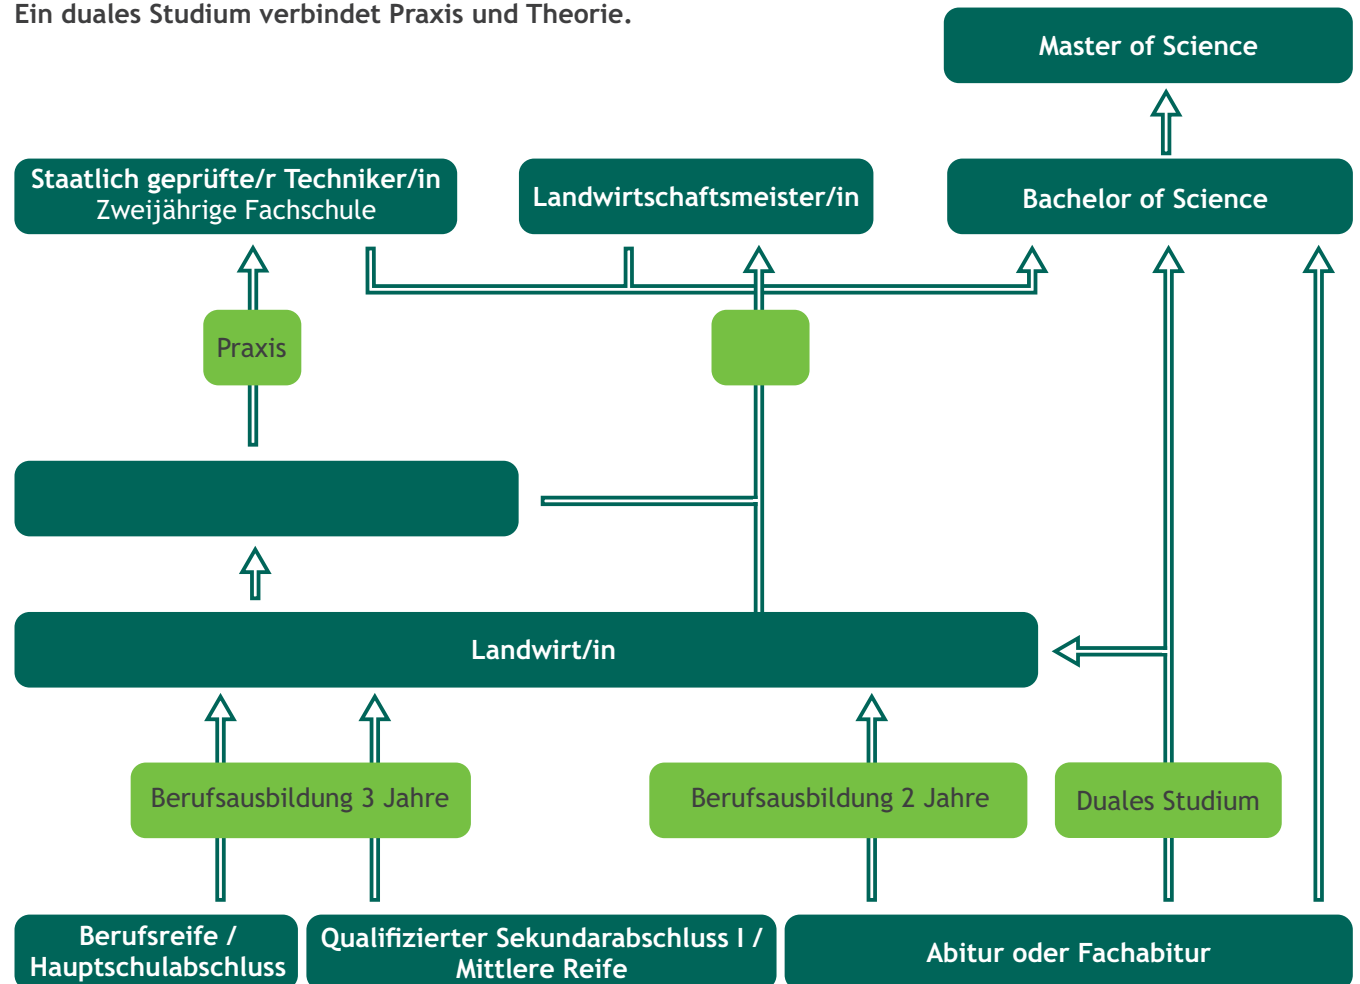 Ein duales Studium verbindet Praxis und Theorie.
Master of Science
Staatlich geprüfte/r Techniker/in
Zweijährige Fachschule
Landwirtschaftsmeister/in
Bachelor of Science
Praxis
Landwirt/in
Berufsausbildung 3 Jahre
Berufsausbildung 2 Jahre
Duales Studium
Berufsreife /
Hauptschulabschluss
Qualifizierter Sekundarabschluss I /
Mittlere Reife
Abitur oder Fachabitur